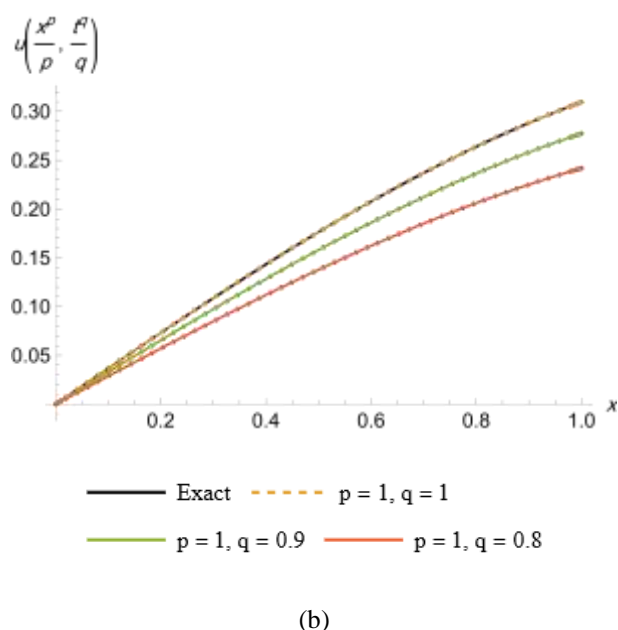 u(x^p/p, t^q/q)
0.30
0.25
0.20
0.15
0.10
0.05
0.2 0.4 0.6 0.8 1.0 x
Exact p = 1, q = 1
p = 1, q = 0.9 p = 1, q = 0.8
(b)